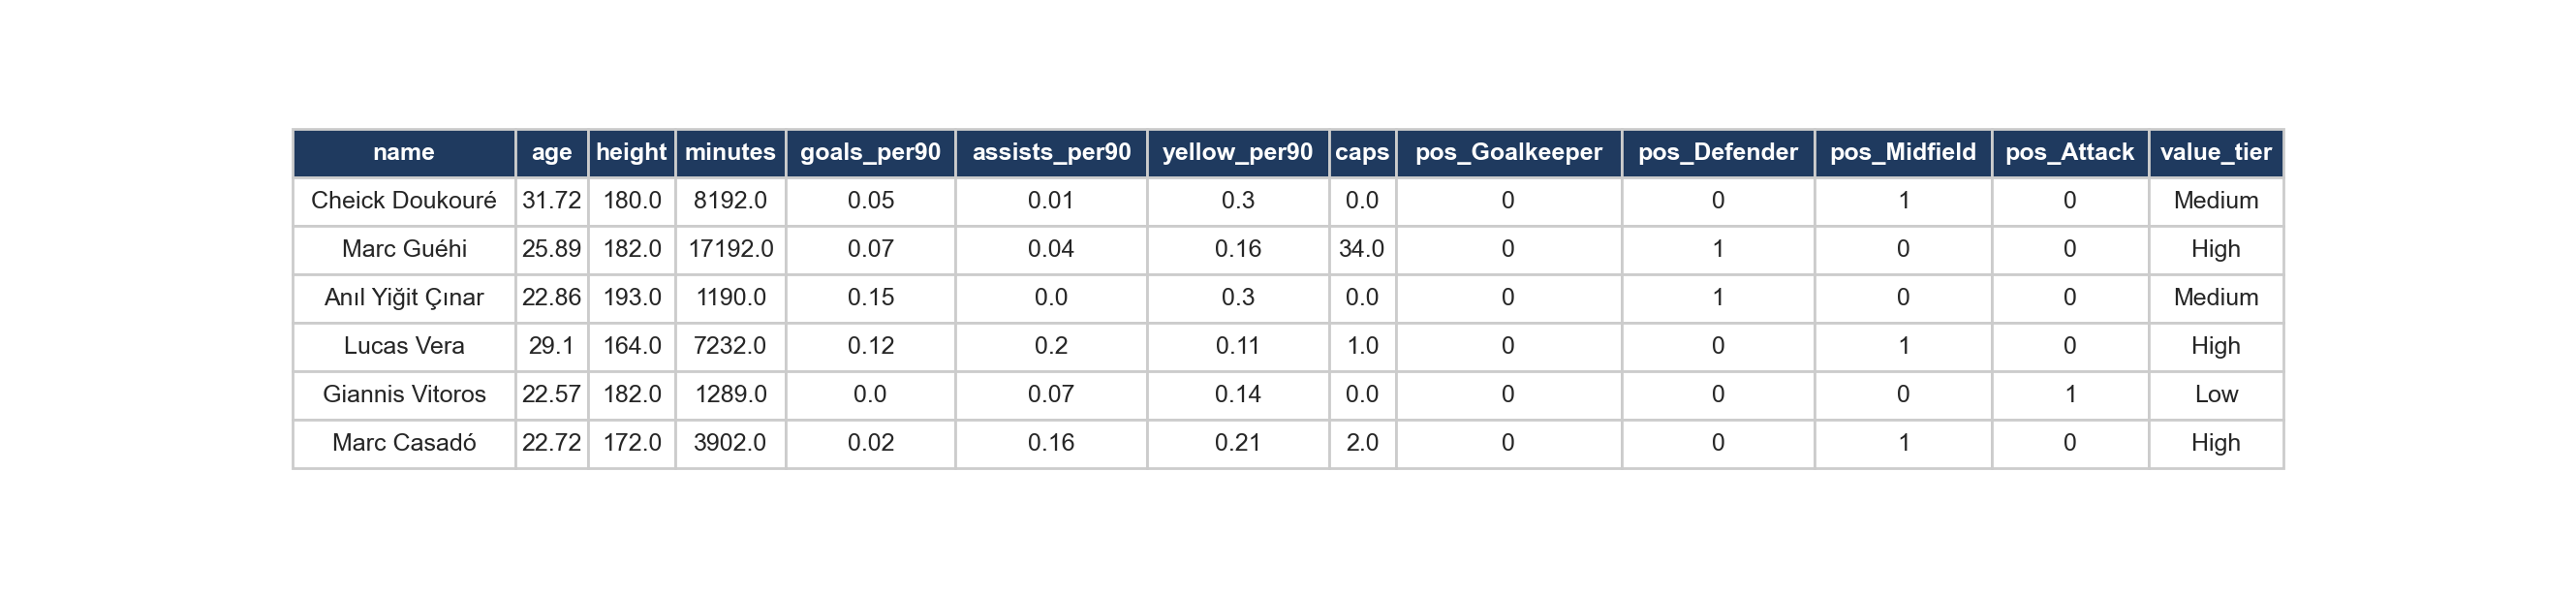 name age height minutes goals_per90 assists_per90 yellow_per90 caps pos_Goalkeeper pos_Defender pos_Midfield pos_Attack value_tier
Cheick Doukouré 31.72 180.0 8192.0 0.05 0.01 0.3 0.0 0 0 1 0 Medium
Marc Guéhi 25.89 182.0 17192.0 0.07 0.04 0.16 34.0 0 1 0 0 High
Anıl Yiğit Çınar 22.86 193.0 1190.0 0.15 0.0 0.3 0.0 0 1 0 0 Medium
Lucas Vera 29.1 164.0 7232.0 0.12 0.2 0.11 1.0 0 0 1 0 High
Giannis Vitoros 22.57 182.0 1289.0 0.0 0.07 0.14 0.0 0 0 0 1 Low
Marc Casadó 22.72 172.0 3902.0 0.02 0.16 0.21 2.0 0 0 1 0 High